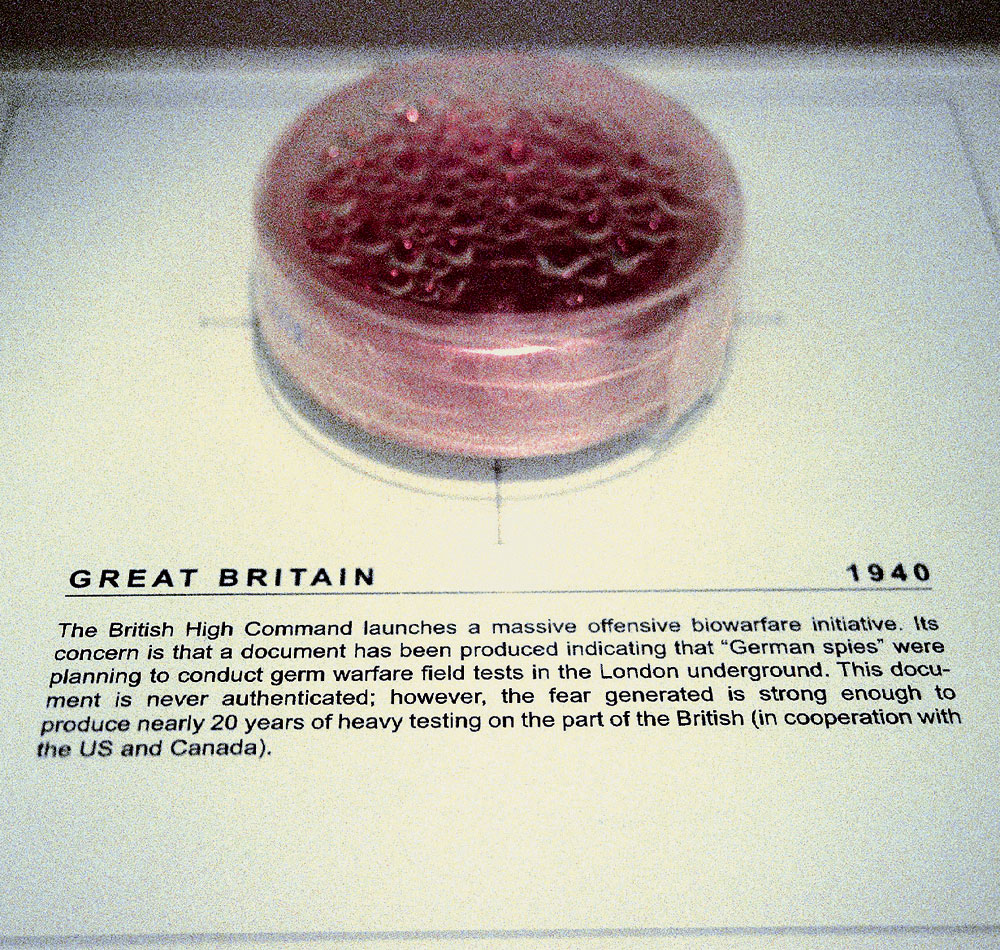 GREAT BRITAIN 1940
The British High Command launches a massive offensive biowarfare initiative. Its
concern is that a document has been produced indicating that “German spies” were
planning to conduct germ warfare field tests in the London underground. This docu-
ment is never authenticated; however, the fear generated is strong enough to
produce nearly 20 years of heavy testing on the part of the British (in cooperation with
the US and Canada).